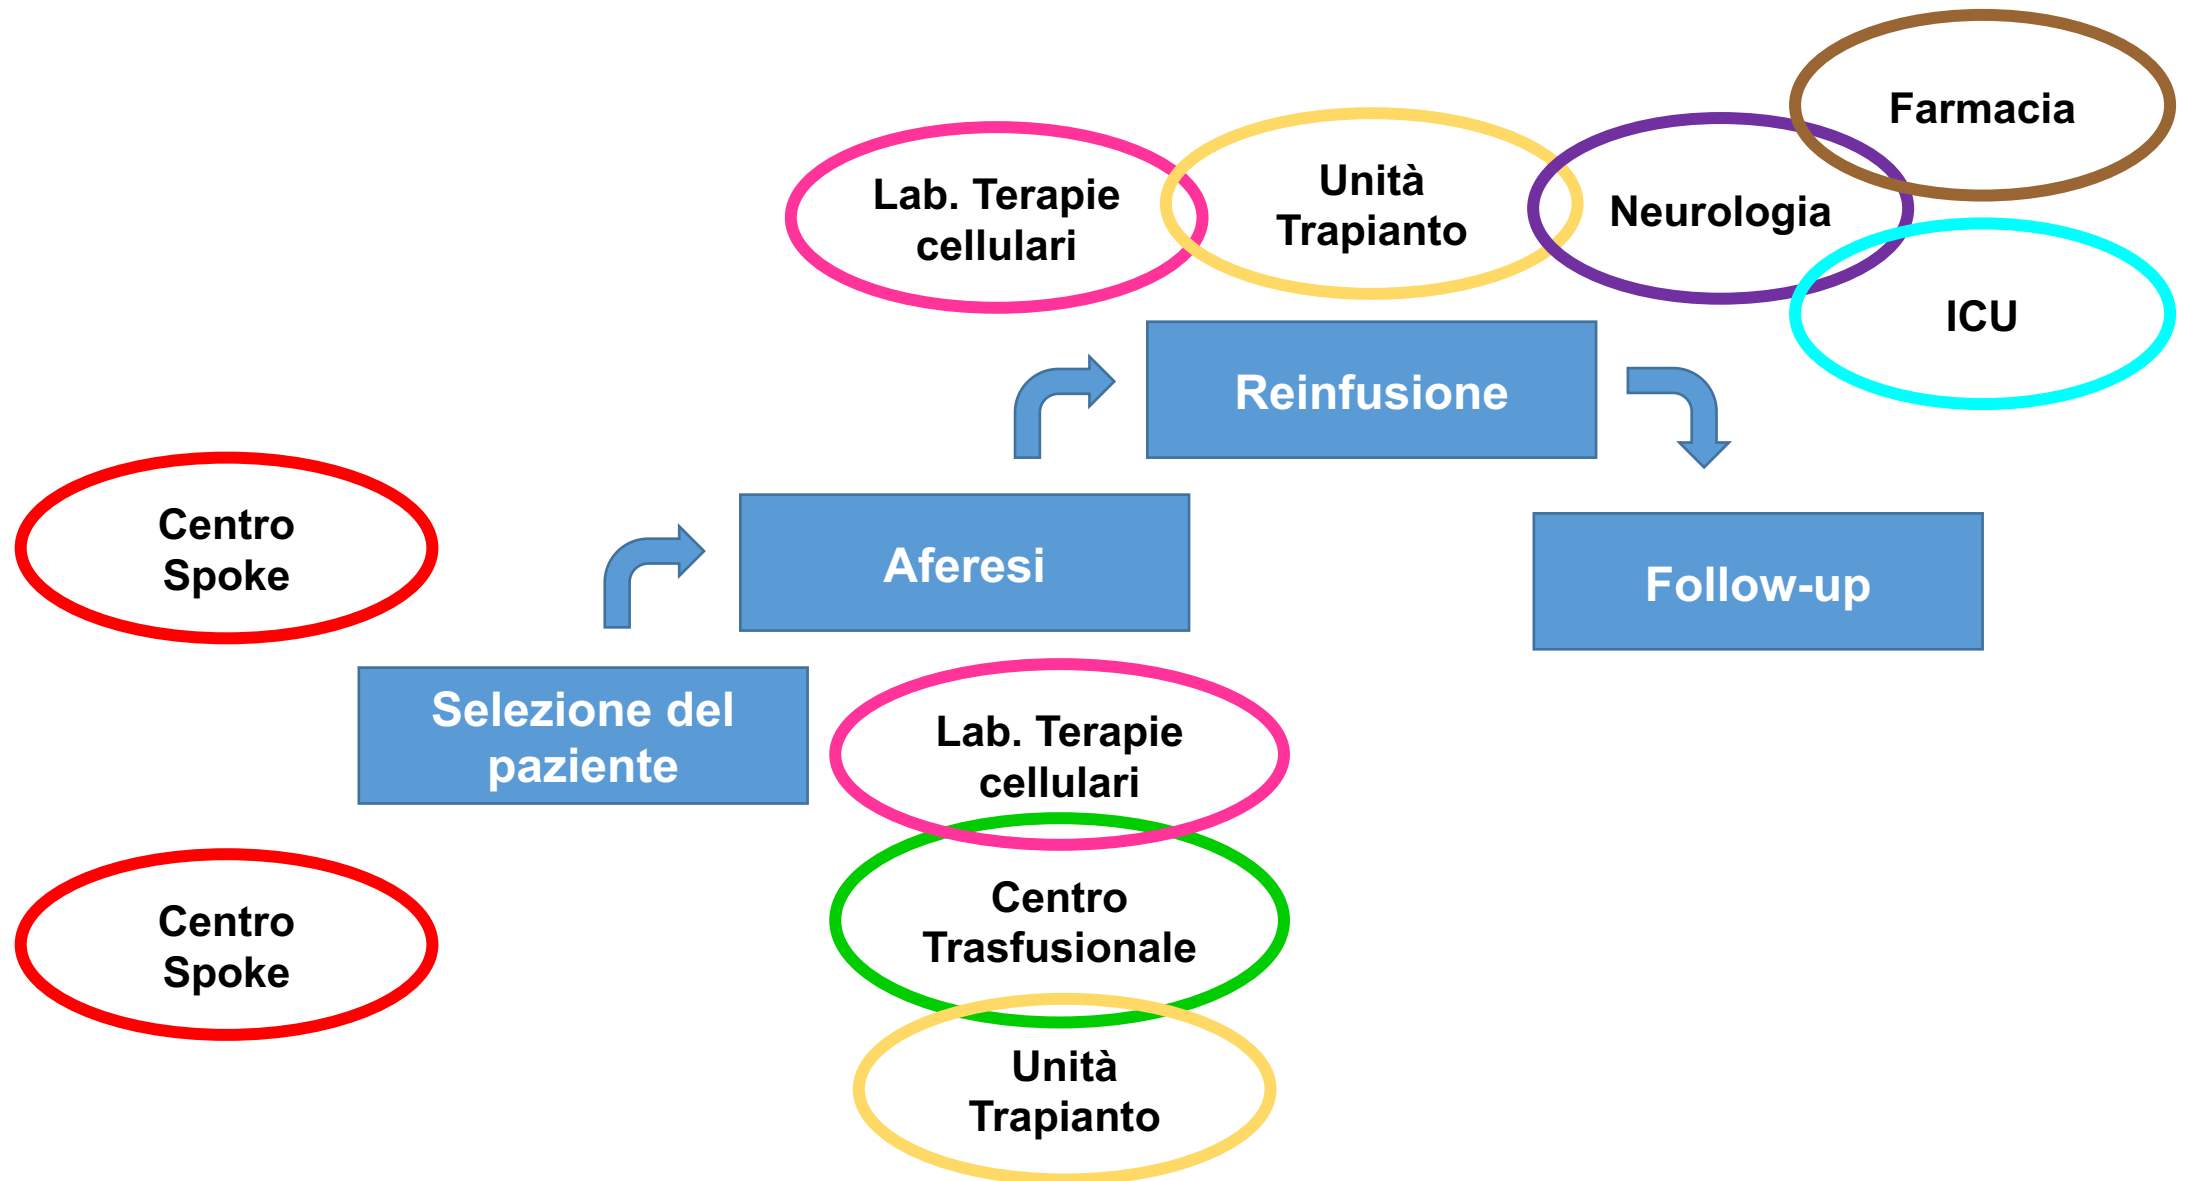 Farmacia
Lab. Terapie
cellulari
Unità
Trapianto
Neurologia
ICU
Reinfusione
Centro
Spoke
Aferesi
Follow-up
Selezione del
paziente
Lab. Terapie
cellulari
Centro
Trasfusionale
Centro
Spoke
Unità
Trapianto